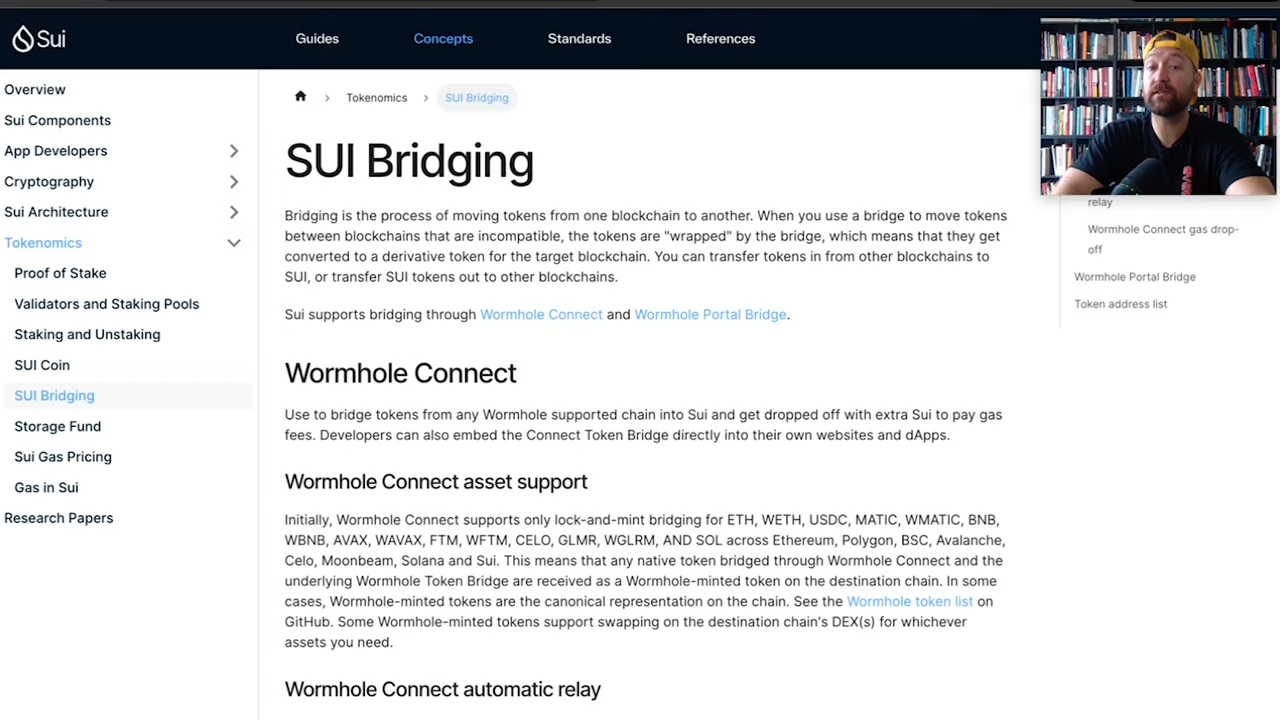 Sui
Guides
Concepts
Standards
References
Overview
Sui Components
App Developers
Cryptography
Sui Architecture
Tokenomics
Proof of Stake
Validators and Staking Pools
Staking and Unstaking
SUI Coin
SUI Bridging
Storage Fund
Sui Gas Pricing
Gas in Sui
Research Papers
Tokenomics
SUI Bridging
SUI Bridging
Bridging is the process of moving tokens from one blockchain to another. When you use a bridge to move tokens
between blockchains that are incompatible, the tokens are "wrapped" by the bridge, which means that they get
converted to a derivative token for the target blockchain. You can transfer tokens in from other blockchains to
SUI, or transfer SUI tokens out to other blockchains.
Sui supports bridging through Wormhole Connect and Wormhole Portal Bridge.
Wormhole Connect
Use to bridge tokens from any Wormhole supported chain into Sui and get dropped off with extra Sui to pay gas
fees. Developers can also embed the Connect Token Bridge directly into their own websites and dApps.
Wormhole Connect asset support
Initially, Wormhole Connect supports only lock-and-mint bridging for ETH, WETH, USDC, MATIC, WMATIC, BNB,
WBNB, AVAX, WAVAX, FTM, WFTM, CELO, GLMR, WGLRM, AND SOL across Ethereum, Polygon, BSC, Avalanche,
Celo, Moonbeam, Solana and Sui. This means that any native token bridged through Wormhole Connect and the
underlying Wormhole Token Bridge are received as a Wormhole-minted token on the destination chain. In some
cases, Wormhole-minted tokens are the canonical representation on the chain. See the Wormhole token list on
GitHub. Some Wormhole-minted tokens support swapping on the destination chain's DEX(s) for whichever
assets you need.
Wormhole Connect automatic relay
relay
Wormhole Connect gas drop-
off
Wormhole Portal Bridge
Token address list